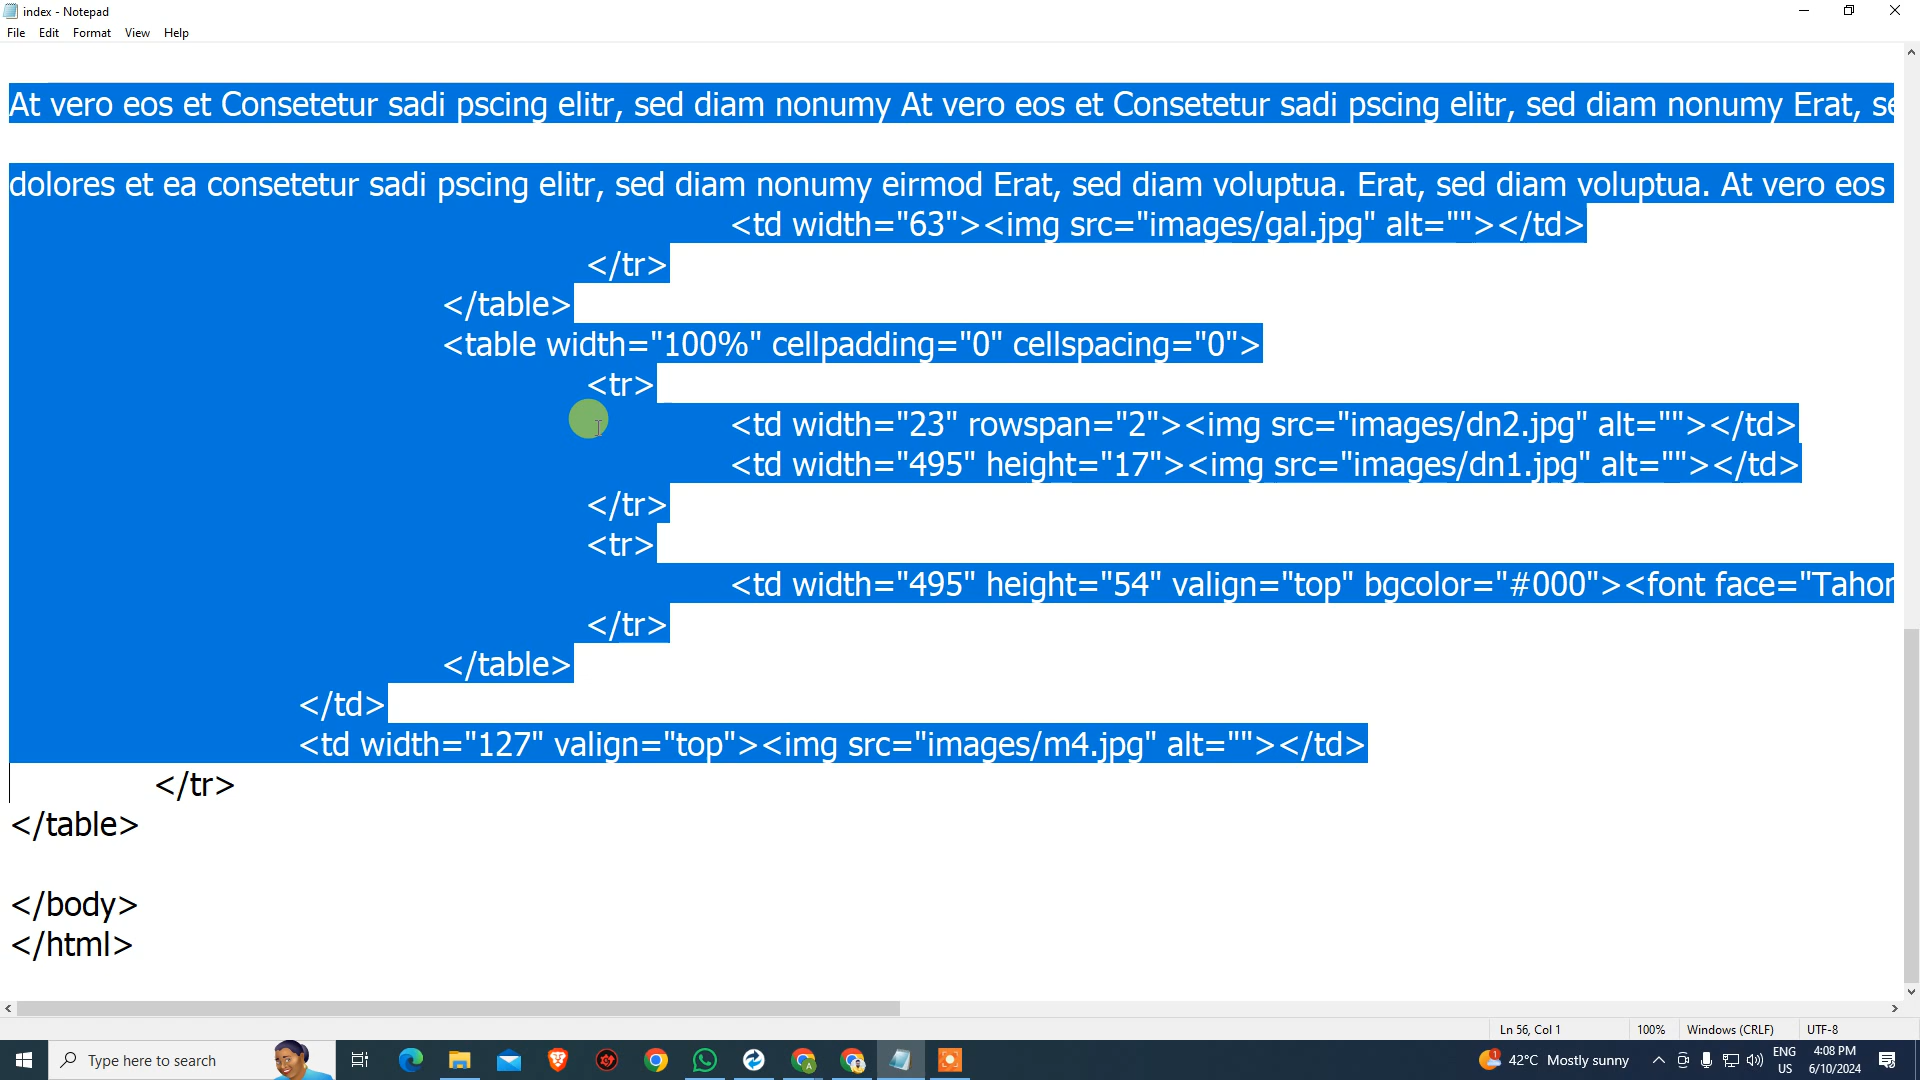 index - Notepad
File Edit Format View Help
At vero eos et Consetetur sadi pscing elitr, sed diam nonumy At vero eos et Consetetur sadi pscing elitr, sed diam nonumy Erat, se
dolores et ea consetetur sadi pscing elitr, sed diam nonumy eirmod Erat, sed diam voluptua. Erat, sed diam voluptua. At vero eos
<td width="63"><img src="images/gal.jpg" alt=""></td>
</tr>
</table>
<table width="100%" cellpadding="0" cellspacing="0">
<tr>
<td width="23" rowspan="2"><img src="images/dn2.jpg" alt=""></td>
<td width="495" height="17"><img src="images/dn1.jpg" alt=""></td>
</tr>
<tr>
<td width="495" height="54" valign="top" bgcolor="#000"><font face="Tahor
</tr>
</table>
</td>
<td width="127" valign="top"><img src="images/m4.jpg" alt=""></td>
</tr>
</table>
</body>
</html>
Ln 56, Col 1 100% Windows (CRLF) UTF-8
Type here to search
42°C Mostly sunny
ENG
US
4:08 PM
6/10/2024